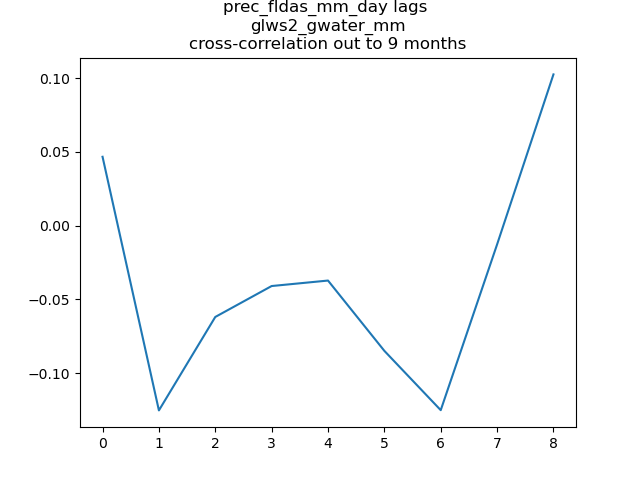 prec_fldas_mm_day lags
glws2_gwater_mm
cross-correlation out to 9 months
0.10
0.05
0.00
−0.05
−0.10
0 1 2 3 4 5 6 7 8